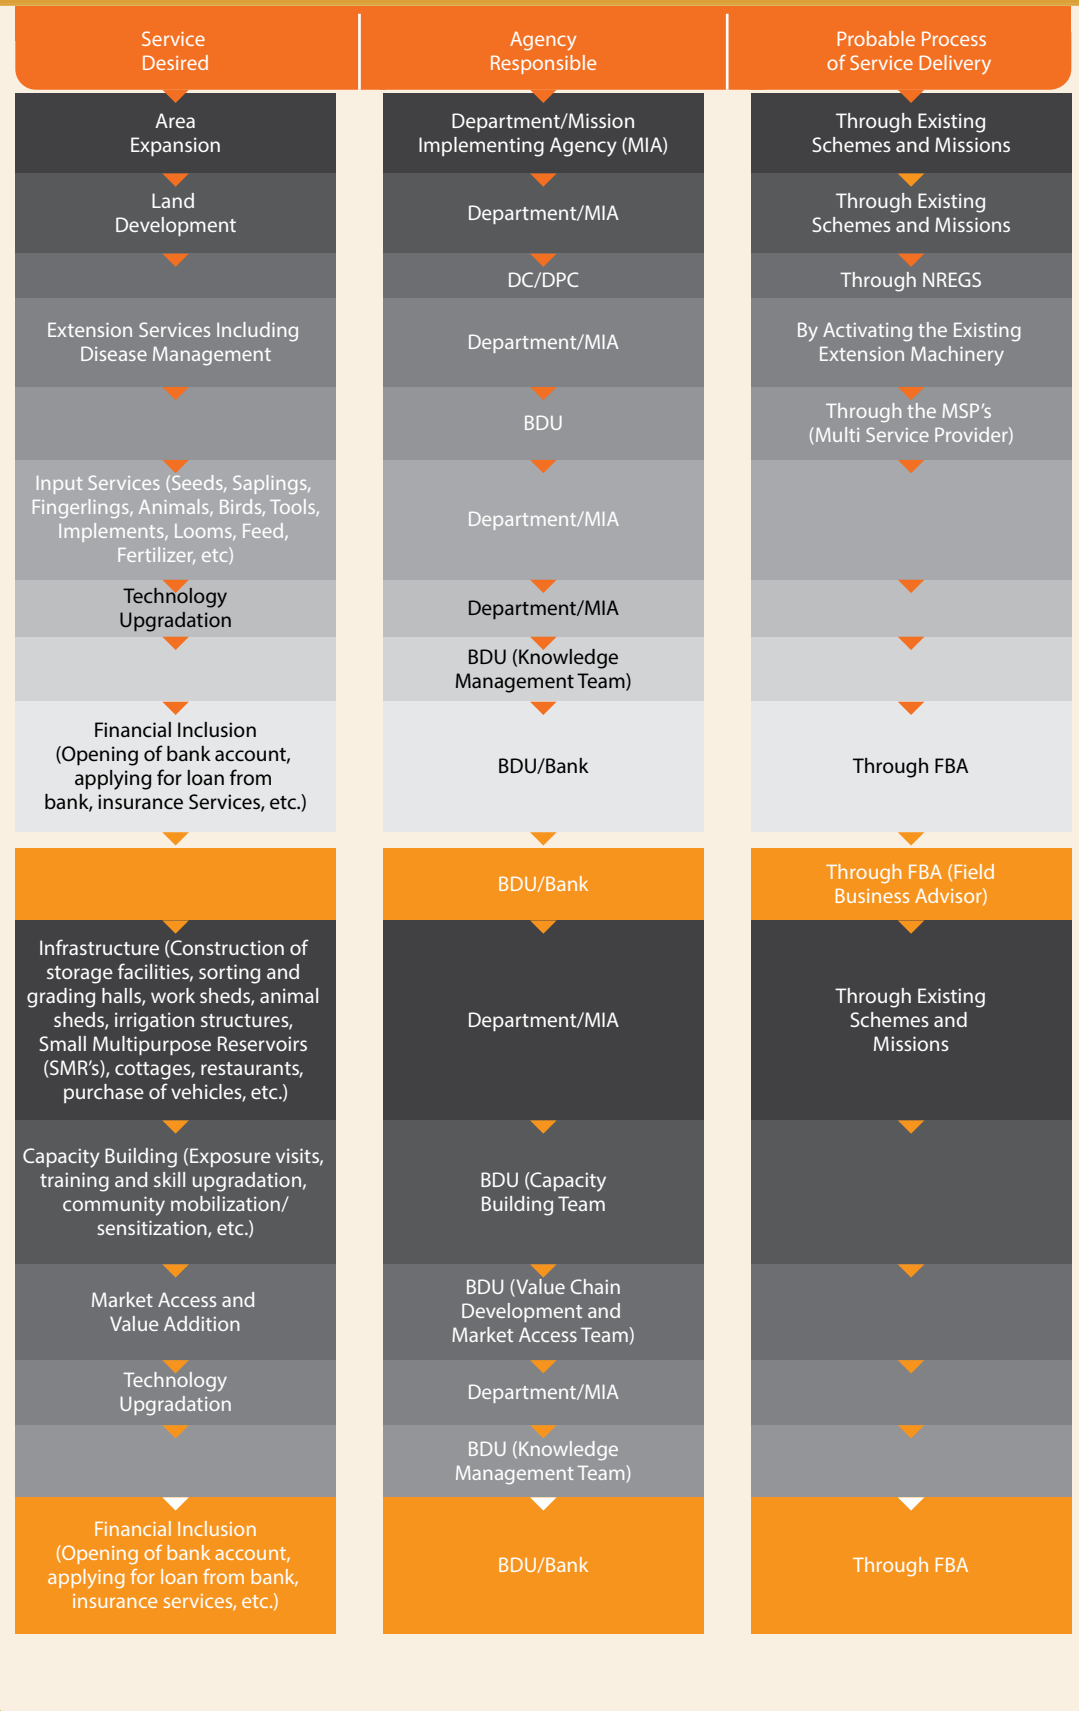 Service
Desired
Agency
Responsible
Probable Process
of Service Delivery
Area
Expansion
Department/Mission
Implementing Agency (MIA)
Through Existing
Schemes and Missions
Land
Development
Department/MIA
Through Existing
Schemes and Missions
DC/DPC
Through NREGS
Extension Services Including
Disease Management
Department/MIA
By Activating the Existing
Extension Machinery
BDU
Through the MSP's
(Multi Service Provider)
Input Services (Seeds, Saplings,
Fingerlings, Animals, Birds, Tools,
Implements, Looms, Feed,
Fertilizer, etc)
Department/MIA
Technology
Upgradation
Department/MIA
BDU (Knowledge
Management Team)
Financial Inclusion
(Opening of bank account,
applying for loan from
bank, insurance Services, etc.)
BDU/Bank
Through FBA
BDU/Bank
Through FBA (Field
Business Advisor)
Infrastructure (Construction of
storage facilities, sorting and
grading halls, work sheds, animal
sheds, irrigation structures,
Small Multipurpose Reservoirs
(SMR's), cottages, restaurants,
purchase of vehicles, etc.)
Department/MIA
Through Existing
Schemes and
Missions
Capacity Building (Exposure visits,
training and skill upgradation,
community mobilization/
sensitization, etc.)
BDU (Capacity
Building Team
Market Access and
Value Addition
BDU (Value Chain
Development and
Market Access Team)
Technology
Upgradation
Department/MIA
BDU (Knowledge
Management Team)
Financial Inclusion
(Opening of bank account,
applying for loan from bank,
insurance services, etc.)
BDU/Bank
Through FBA